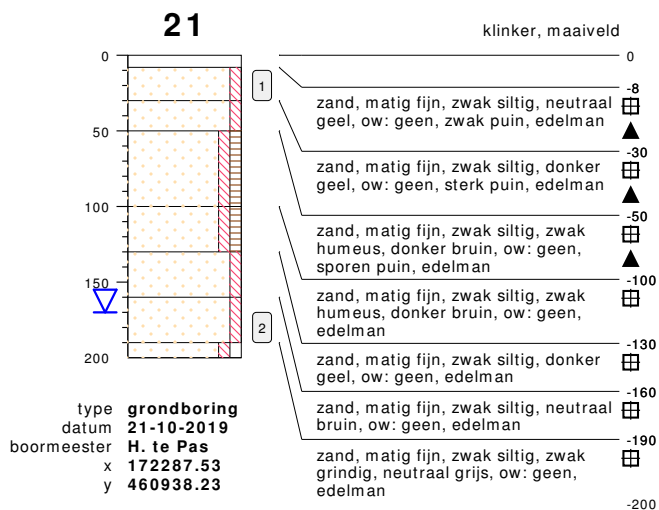 21
klinker, maaiveld
0
0
-8
1
zand, matig fijn, zwak siltig, neutraal
geel, ow: geen, zwak puin, edelman
-30
50
zand, matig fijn, zwak siltig, donker
geel, ow: geen, sterk puin, edelman
-50
100
zand, matig fijn, zwak siltig, zwak
humeus, donker bruin, ow: geen,
sporen puin, edelman
-100
150
zand, matig fijn, zwak siltig, zwak
humeus, donker bruin, ow: geen,
edelman
-130
2
200
zand, matig fijn, zwak siltig, donker
geel, ow: geen, edelman
-160
zand, matig fijn, zwak siltig, neutraal
bruin, ow: geen, edelman
-190
zand, matig fijn, zwak siltig, zwak
grindig, neutraal grijs, ow: geen,
edelman
-200
type grondboring
datum 21-10-2019
boormeester H. te Pas
x 172287.53
y 460938.23